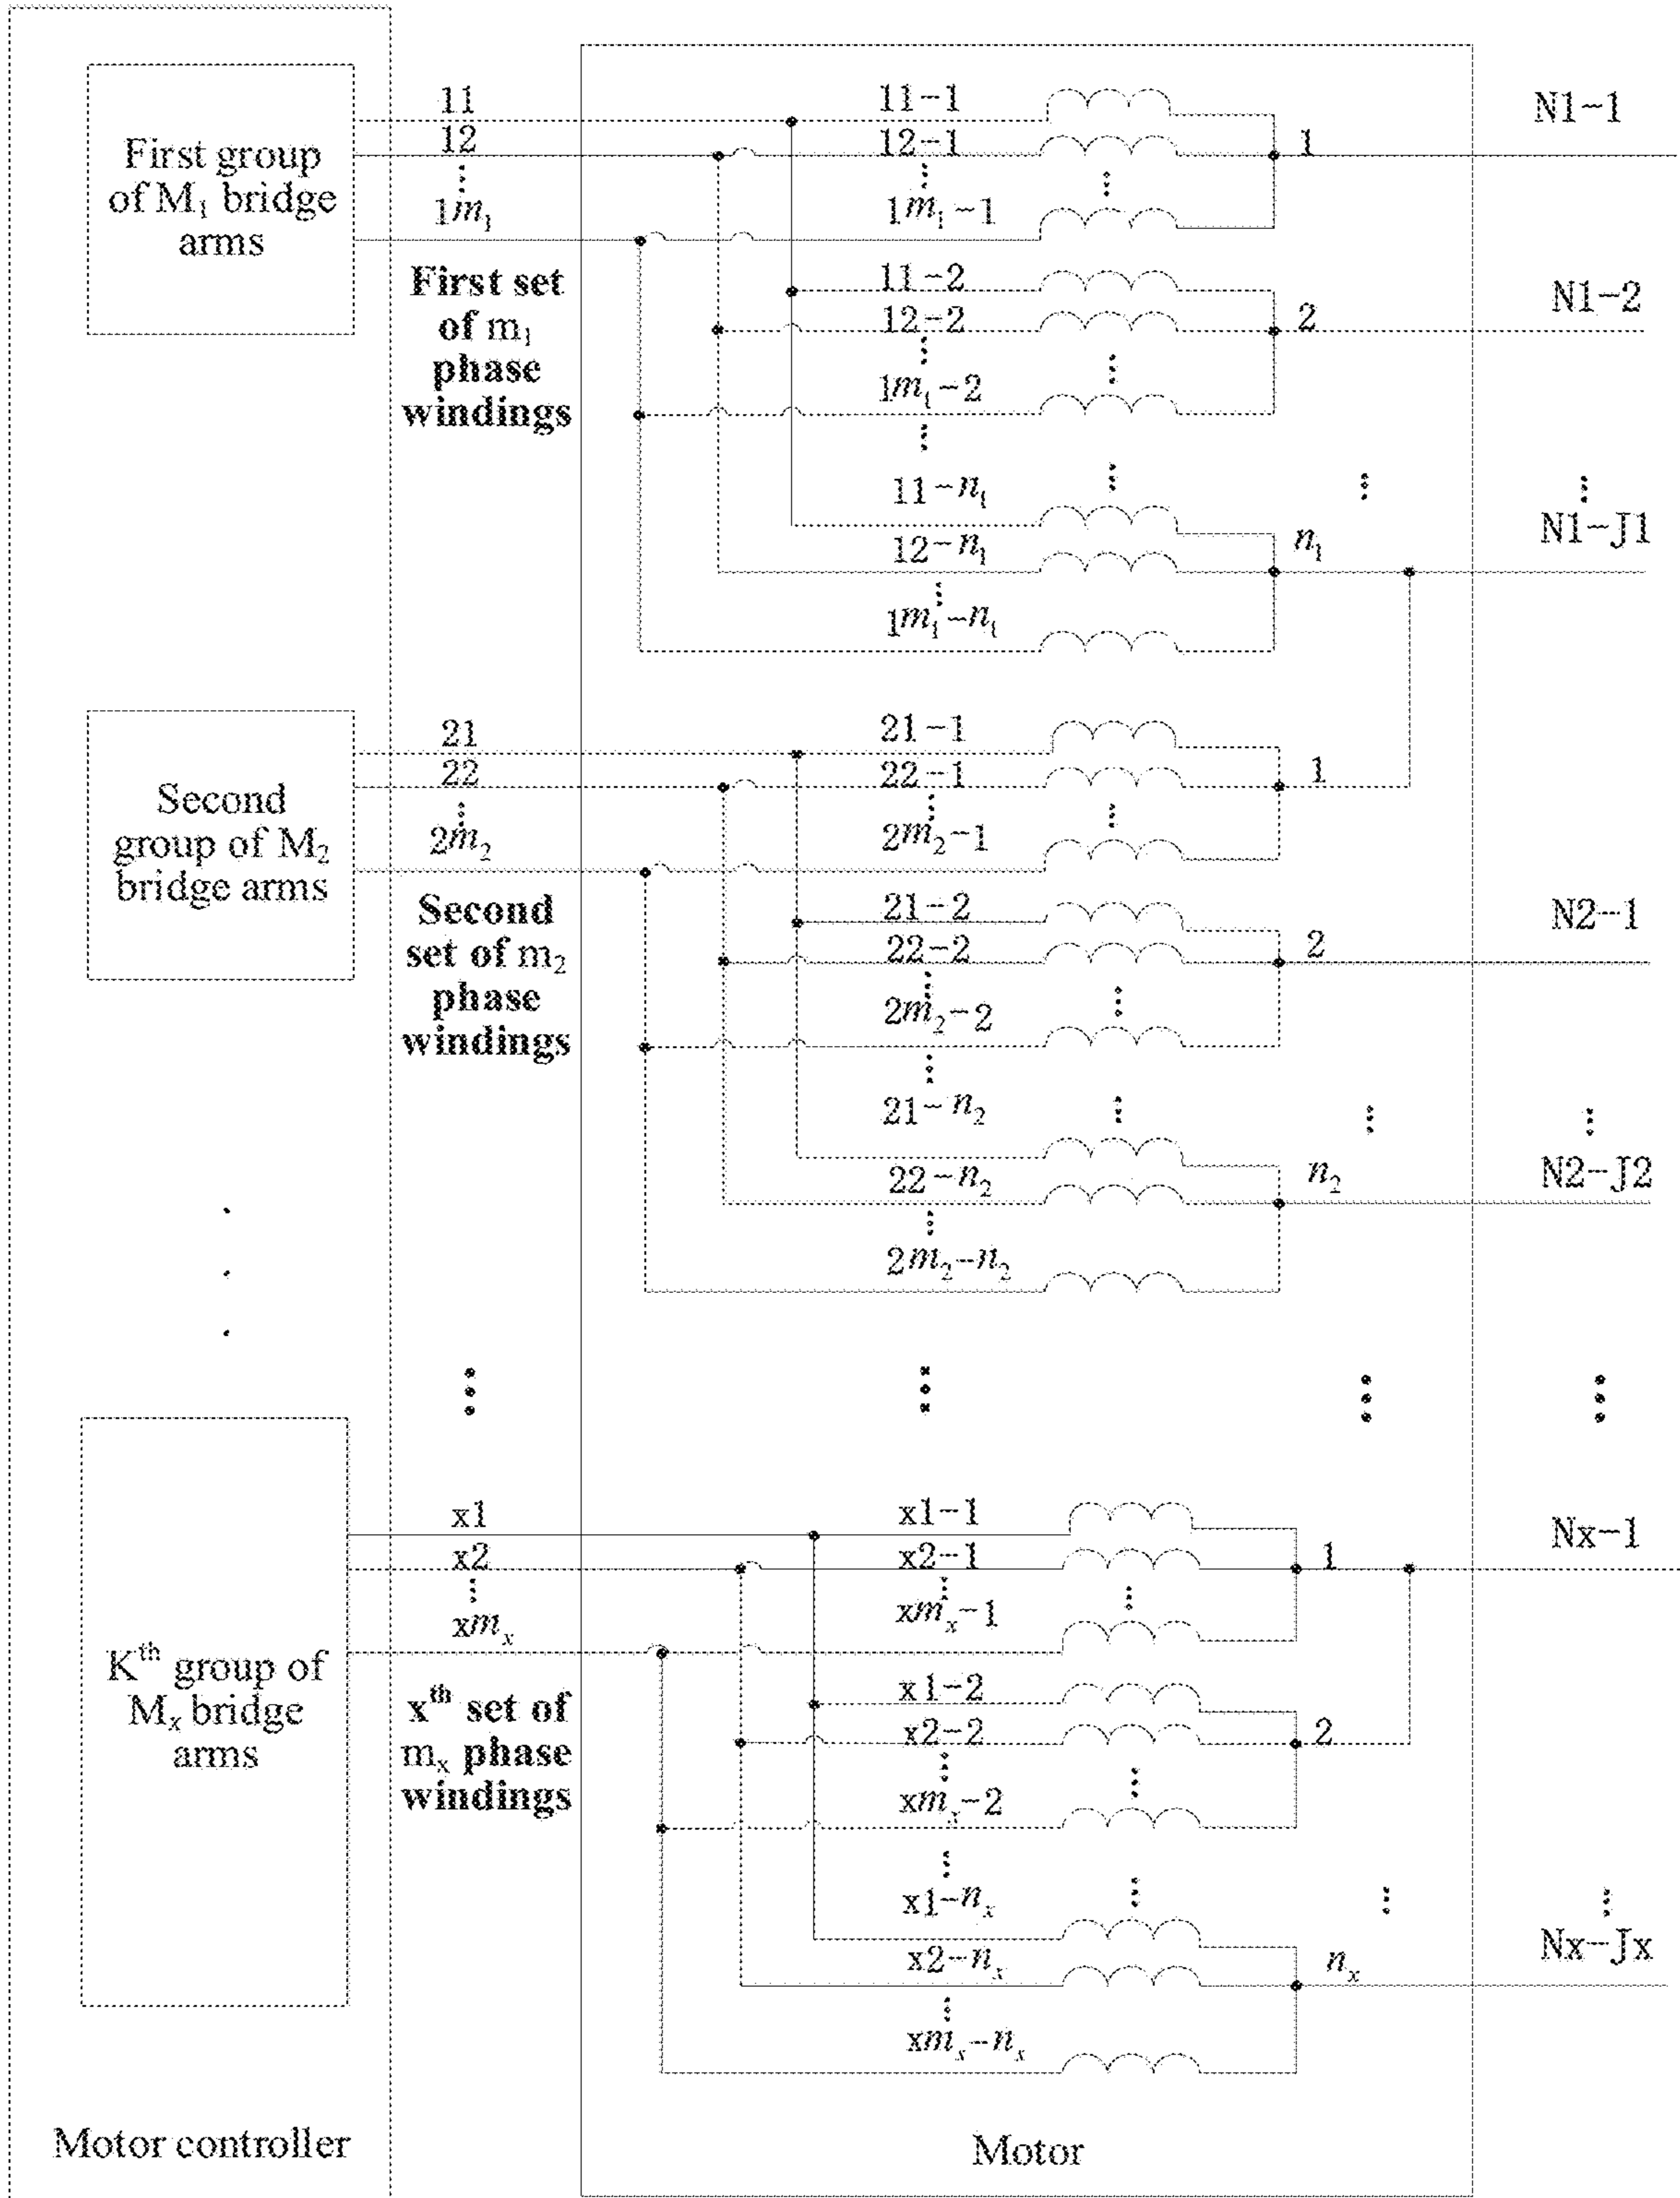 First group
of M₁ bridge
arms
11
12
1m₁
First set
of m₁
phase
windings
11-1
12-1
1m₁-1
1
N1-1
11-2
12-2
1m₁-2
2
N1-2
11-n₁
12-n₁
1m₁-n₁
n₁
N1-J1
Second
group of M₂
bridge arms
21
22
2m₂
Second
set of m₂
phase
windings
21-1
22-1
2m₂-1
1
21-2
22-2
2m₂-2
2
N2-1
21-n₂
22-n₂
2m₂-n₂
n₂
N2-J2
Kᵗʰ group of
Mₓ bridge
arms
x1
x2
xmₓ
xᵗʰ set of
mₓ phase
windings
x1-1
x2-1
xmₓ-1
1
Nx-1
x1-2
x2-2
xmₓ-2
2
x1-nₓ
x2-nₓ
xmₓ-nₓ
nₓ
Nx-Jx
Motor controller
Motor